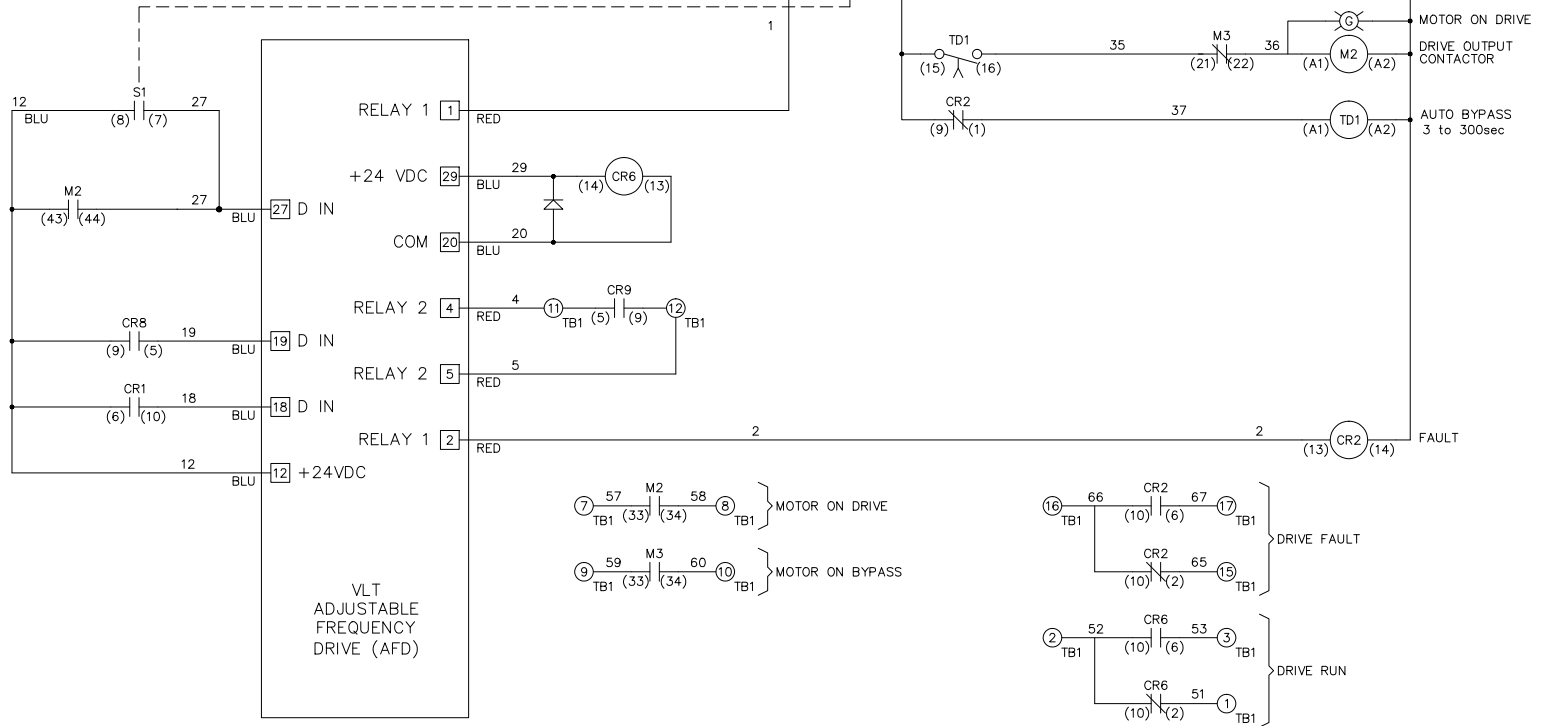 1
G MOTOR ON DRIVE
TD1 35 M3 36 M2 DRIVE OUTPUT
CONTACTOR
(15) (16) (21) (22) (A1) (A2)
S1
12 27
BLU (8) (7)
RELAY 1 1
RED
CR2 37 TD1 AUTO BYPASS
(9) (1) (A1) (A2) 3 to 300sec
+24 VDC 29 29 CR6
BLU (14) (13)
M2 27
(43) (44) BLU 27 D IN
COM 20 20
BLU
RELAY 2 4 4 11 CR9 12
RED TB1 (5) (9) TB1
CR8 19
(9) (5) BLU 19 D IN
RELAY 2 5 5
RED
CR1 18
(6) (10) BLU 18 D IN
RELAY 1 2 2 2 CR2 FAULT
RED (13) (14)
12
BLU 12 +24VDC
7 57 M2 58 8 MOTOR ON DRIVE
TB1 (33) (34) TB1
9 59 M3 60 10 MOTOR ON BYPASS
TB1 (33) (34) TB1
16 66 CR2 67 17
TB1 (10) (6) TB1
DRIVE FAULT
CR2 65 15
(10) (2) TB1
2 52 CR6 53 3
TB1 (10) (6) TB1
DRIVE RUN
CR6 51 1
(10) (2) TB1
VLT
ADJUSTABLE
FREQUENCY
DRIVE (AFD)